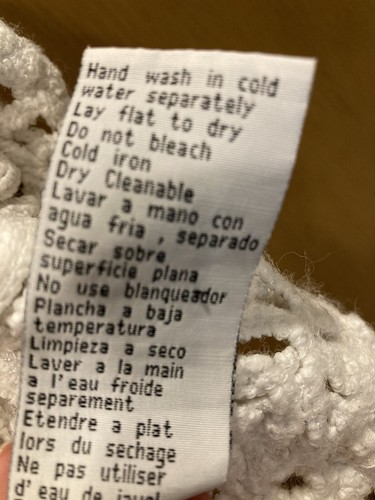 Hand wash in cold
water separately
Lay flat to dry
Do not bleach
Cold iron
Dry Cleanable
Lavar a mano con
agua fria , separado
Secar sobre
superficie plana
No use blanqueador
Plancha a baja
temperatura
Limpieza a seco
Laver a la main
a l'eau froide
separement
Etendre a plat
lors du sechage
Ne pas utiliser
d'eau de javel